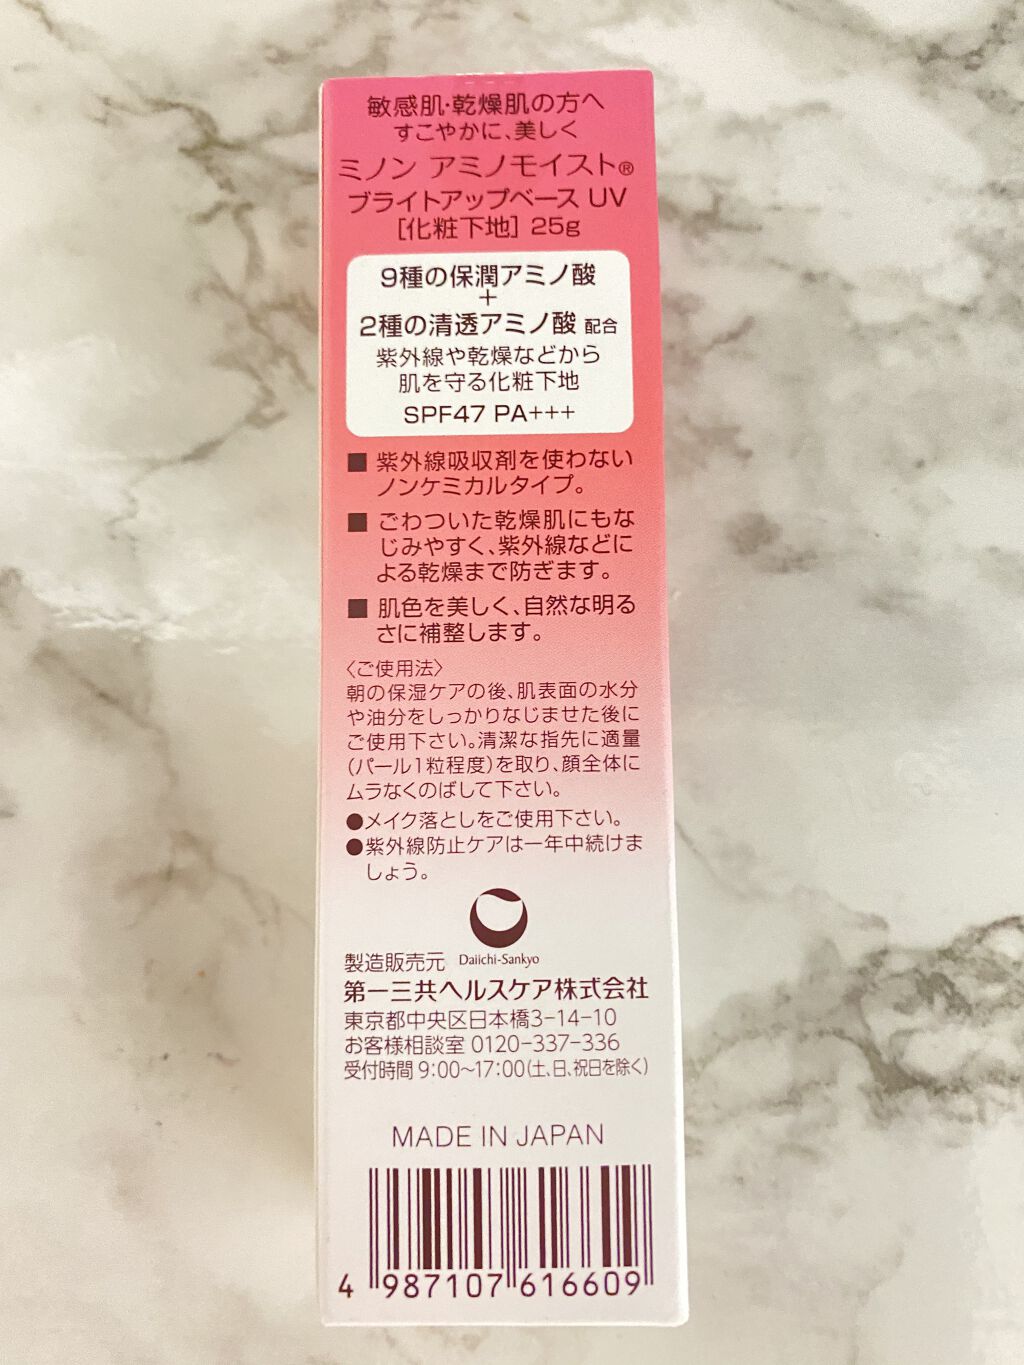 敏感肌・乾燥肌の方へ
すこやかに、美しく
ミノン アミノモイスト®
ブライトアップベース UV
[化粧下地] 25g
9種の保潤アミノ酸
+
2種の清透アミノ酸 配合
紫外線や乾燥などから
肌を守る化粧下地
SPF47 PA+++
■ 紫外線吸収剤を使わない
ノンケミカルタイプ。
■ ごわついた乾燥肌にもな
じみやすく、紫外線などに
よる乾燥まで防ぎます。
■ 肌色を美しく、自然な明る
さに補整します。
〈ご使用法〉
朝の保湿ケアの後、肌表面の水分
や油分をしっかりなじませた後に
ご使用下さい。清潔な指先に適量
(パール1粒程度)を取り、顔全体に
ムラなくのばして下さい。
●メイク落としをご使用下さい。
●紫外線防止ケアは一年中続けま
しょう。
Daiichi-Sankyo
製造販売元
第一三共ヘルスケア株式会社
東京都中央区日本橋3-14-10
お客様相談室 0120-337-336
受付時間 9:00~17:00(土、日、祝日を除く)
MADE IN JAPAN
4 987107 616609